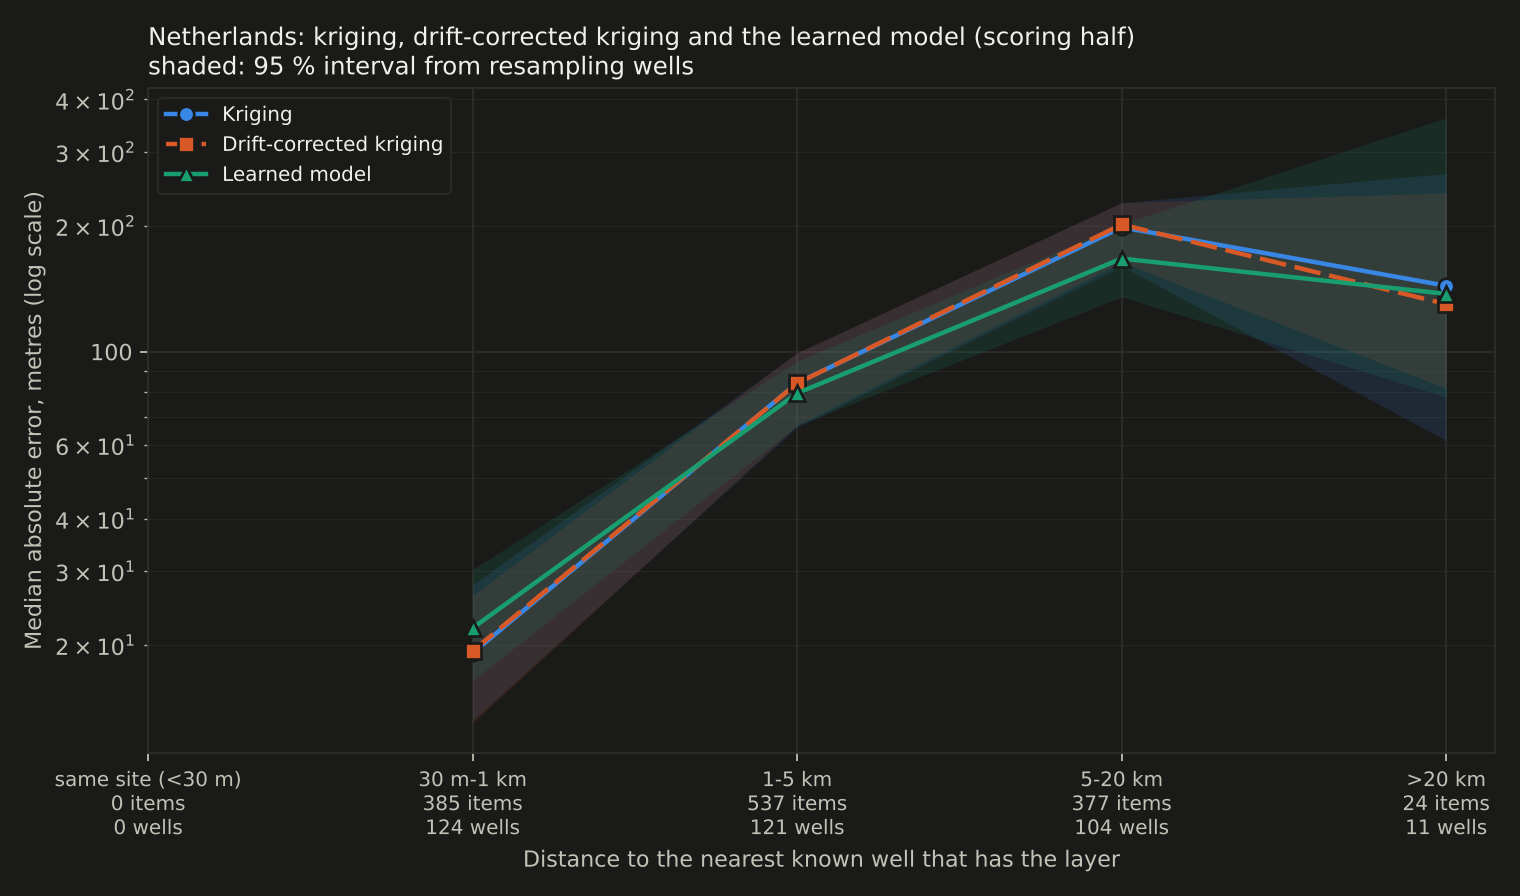 Netherlands: kriging, drift-corrected kriging and the learned model (scoring half)
shaded: 95 % interval from resampling wells
Kriging
Drift-corrected kriging
Learned model
Median absolute error, metres (log scale)
4 × 10²
3 × 10²
2 × 10²
100
6 × 10¹
4 × 10¹
3 × 10¹
2 × 10¹
same site (<30 m)
0 items
0 wells
30 m-1 km
385 items
124 wells
1-5 km
537 items
121 wells
5-20 km
377 items
104 wells
>20 km
24 items
11 wells
Distance to the nearest known well that has the layer